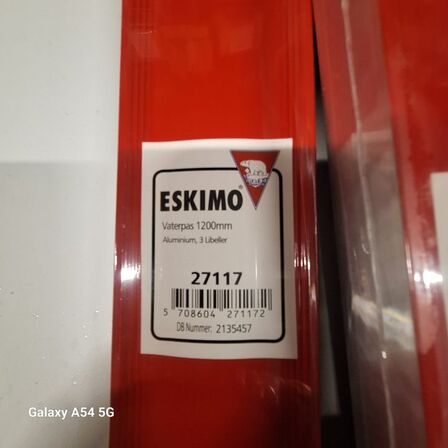 ESKIMO®
Vaterpas 1200mm
Aluminium, 3 Libeller
27117
5 708604 271172
DB Nummer: 2135457
Galaxy A54 5G